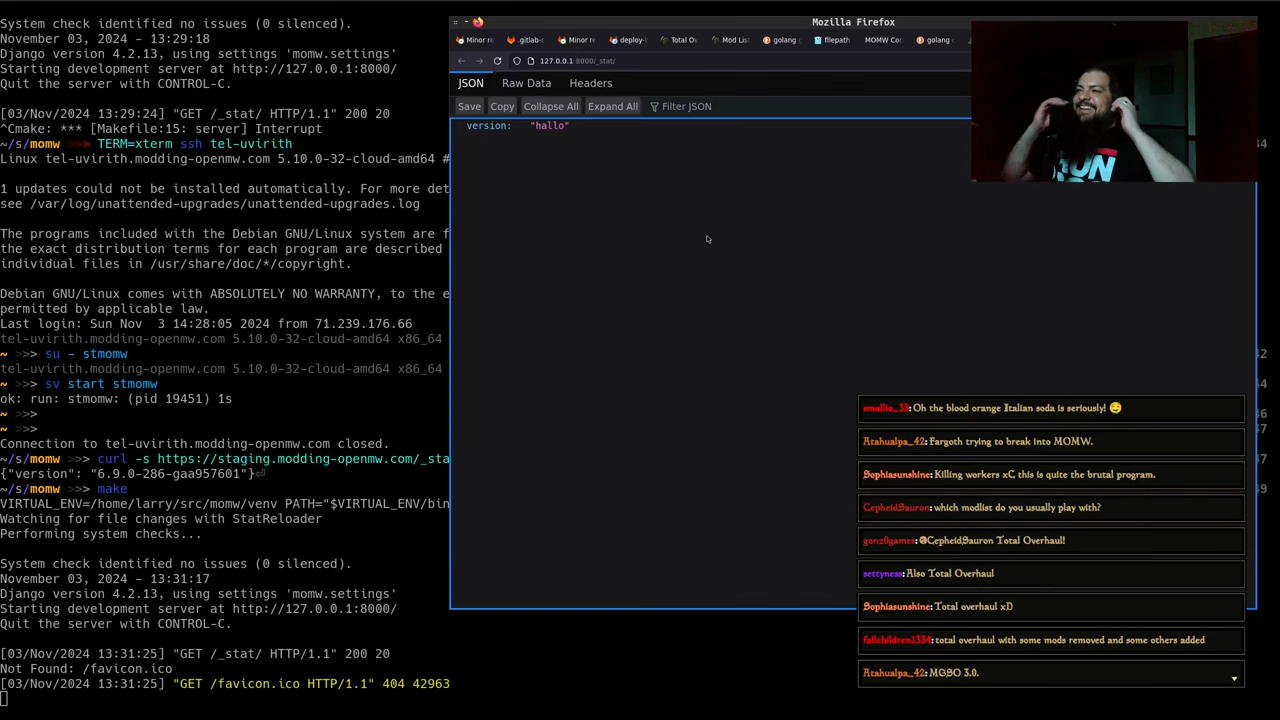 System check identified no issues (0 silenced).
November 03, 2024 - 13:29:18
Django version 4.2.13, using settings 'momw.settings'
Starting development server at http://127.0.0.1:8000/
Quit the server with CONTROL-C.
[03/Nov/2024 13:29:24] "GET /_stat/ HTTP/1.1" 200 20
^Cmake: *** [Makefile:15: server] Interrupt
~/s/momw >>> TERM=xterm ssh tel-uvirith
Linux tel-uvirith.modding-openmw.com 5.10.0-32-cloud-amd64 #
1 updates could not be installed automatically. For more det
see /var/log/unattended-upgrades/unattended-upgrades.log
The programs included with the Debian GNU/Linux system are f
the exact distribution terms for each program are described
individual files in /usr/share/doc/*/copyright.
Debian GNU/Linux comes with ABSOLUTELY NO WARRANTY, to the e
permitted by applicable law.
Last login: Sun Nov  3 14:28:05 2024 from 71.239.176.66
tel-uvirith.modding-openmw.com 5.10.0-32-cloud-amd64 x86_64
~ >>> su - stmomw
tel-uvirith.modding-openmw.com 5.10.0-32-cloud-amd64 x86_64
~ >>> sv start stmomw
ok: run: stmomw: (pid 19451) 1s
~ >>>
~ >>>
Connection to tel-uvirith.modding-openmw.com closed.
~/s/momw >>> curl -s https://staging.modding-openmw.com/_sta
{"version": "6.9.0-286-gaa957601"}⏎
~/s/momw >>> make
VIRTUAL_ENV=/home/larry/src/momw/venv PATH="$VIRTUAL_ENV/bin
Watching for file changes with StatReloader
Performing system checks...
System check identified no issues (0 silenced).
November 03, 2024 - 13:31:17
Django version 4.2.13, using settings 'momw.settings'
Starting development server at http://127.0.0.1:8000/
Quit the server with CONTROL-C.
[03/Nov/2024 13:31:25] "GET /_stat/ HTTP/1.1" 200 20
Not Found: /favicon.ico
[03/Nov/2024 13:31:25] "GET /favicon.ico HTTP/1.1" 404 42963
Mozilla Firefox
Minor re
.gitlab-c
Minor re
deploy-t
Total Ov
Mod List
golang g
filepath
MOMW Con
golang c
127.0.0.1:8000/_stat/
JSON Raw Data Headers
Save Copy Collapse All Expand All Filter JSON
version: "hallo"
smallio_33: Oh the blood orange Italian soda is seriously! 🤤
Atahualpa_42: Fargoth trying to break into MOMW.
Sophiasunshine: Killing workers xC this is quite the brutal program.
CepheidSauron: which modlist do you usually play with?
gonz0games: @CepheidSauron Total Overhaul!
settyness: Also Total Overhaul
Sophiasunshine: Total overhaul xD
fallchildren1334: total overhaul with some mods removed and some others added
Atahualpa_42: MGSO 3.0.